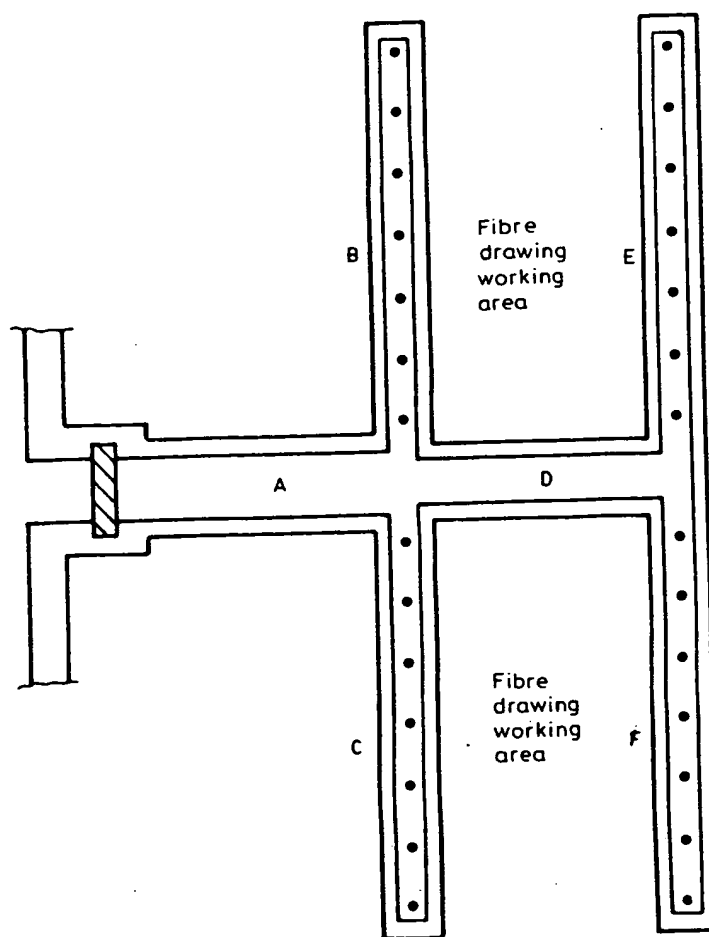 B
Fibre
drawing
working
area
E
A
D
C
Fibre
drawing
working
area
F